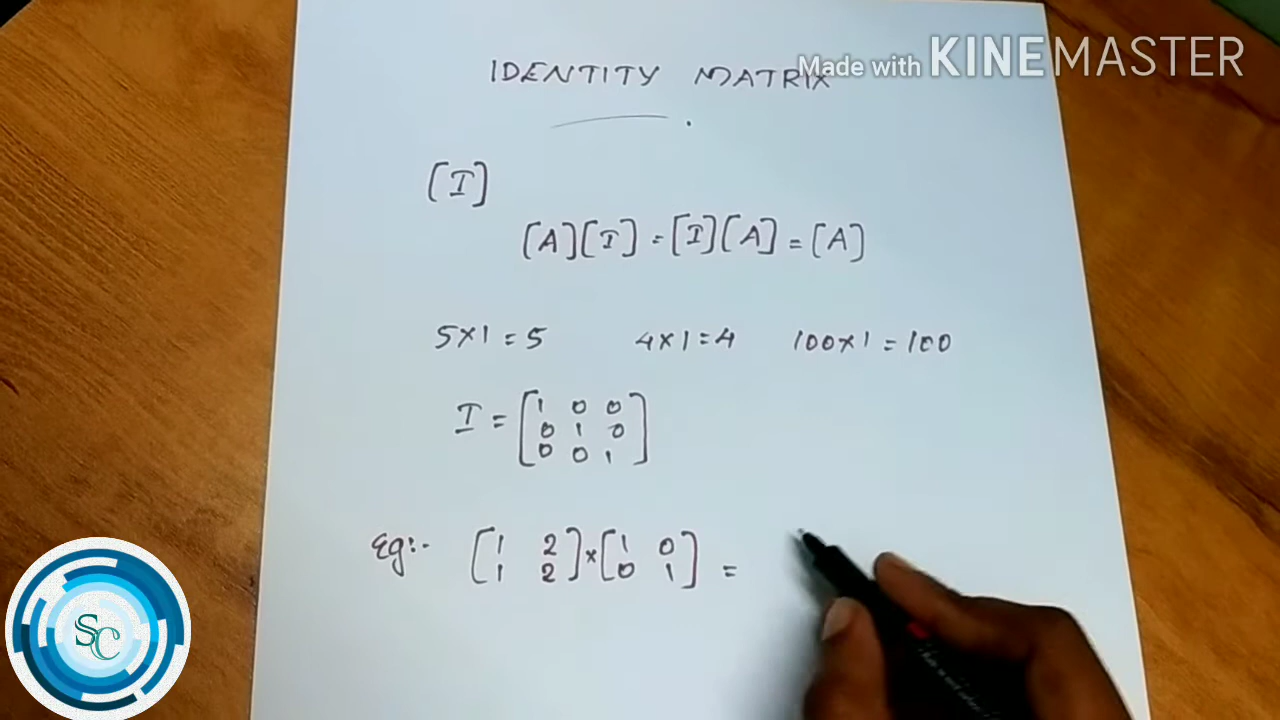 Made with KINEMASTER
IDENTITY MATRIX
[I]
[A][I] = [I][A] = [A]
5×1 = 5 4×1 = 4 100×1 = 100
I = [1 0 0
0 1 0
0 0 1]
Eg:- [1 2 ] × [1 0 ] =
[1 2 ] [0 1 ]
SC